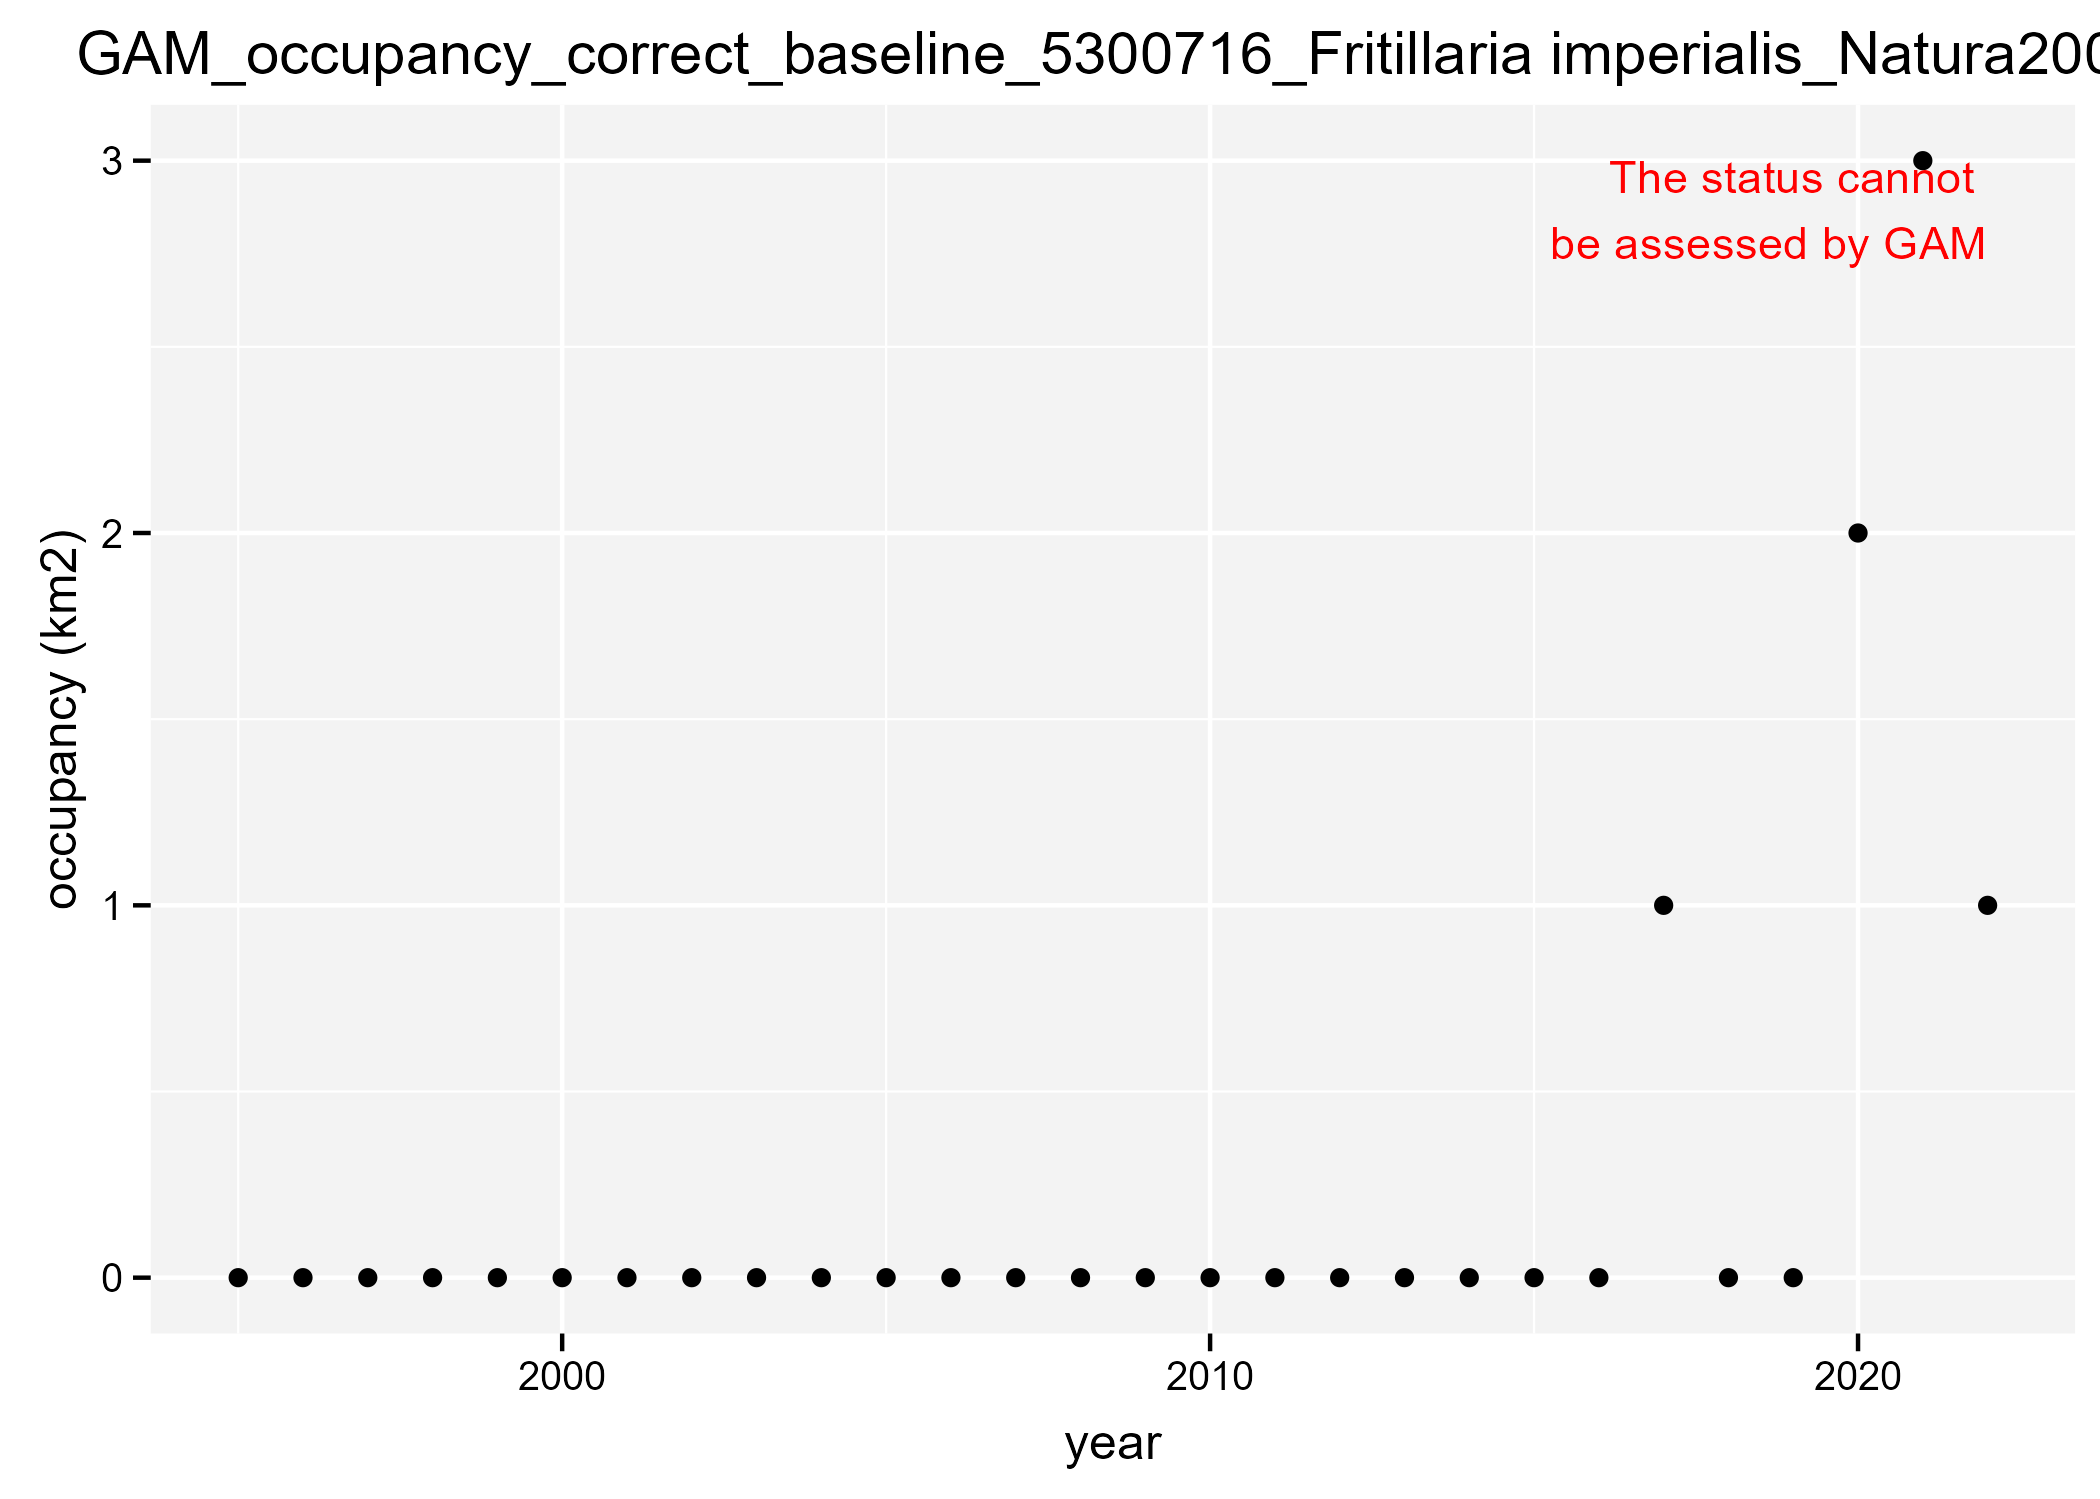 GAM_occupancy_correct_baseline_5300716_Fritillaria imperialis_Natura200
3
The status cannot
be assessed by GAM
2
occupancy (km2)
1
0
2000 2010 2020
year